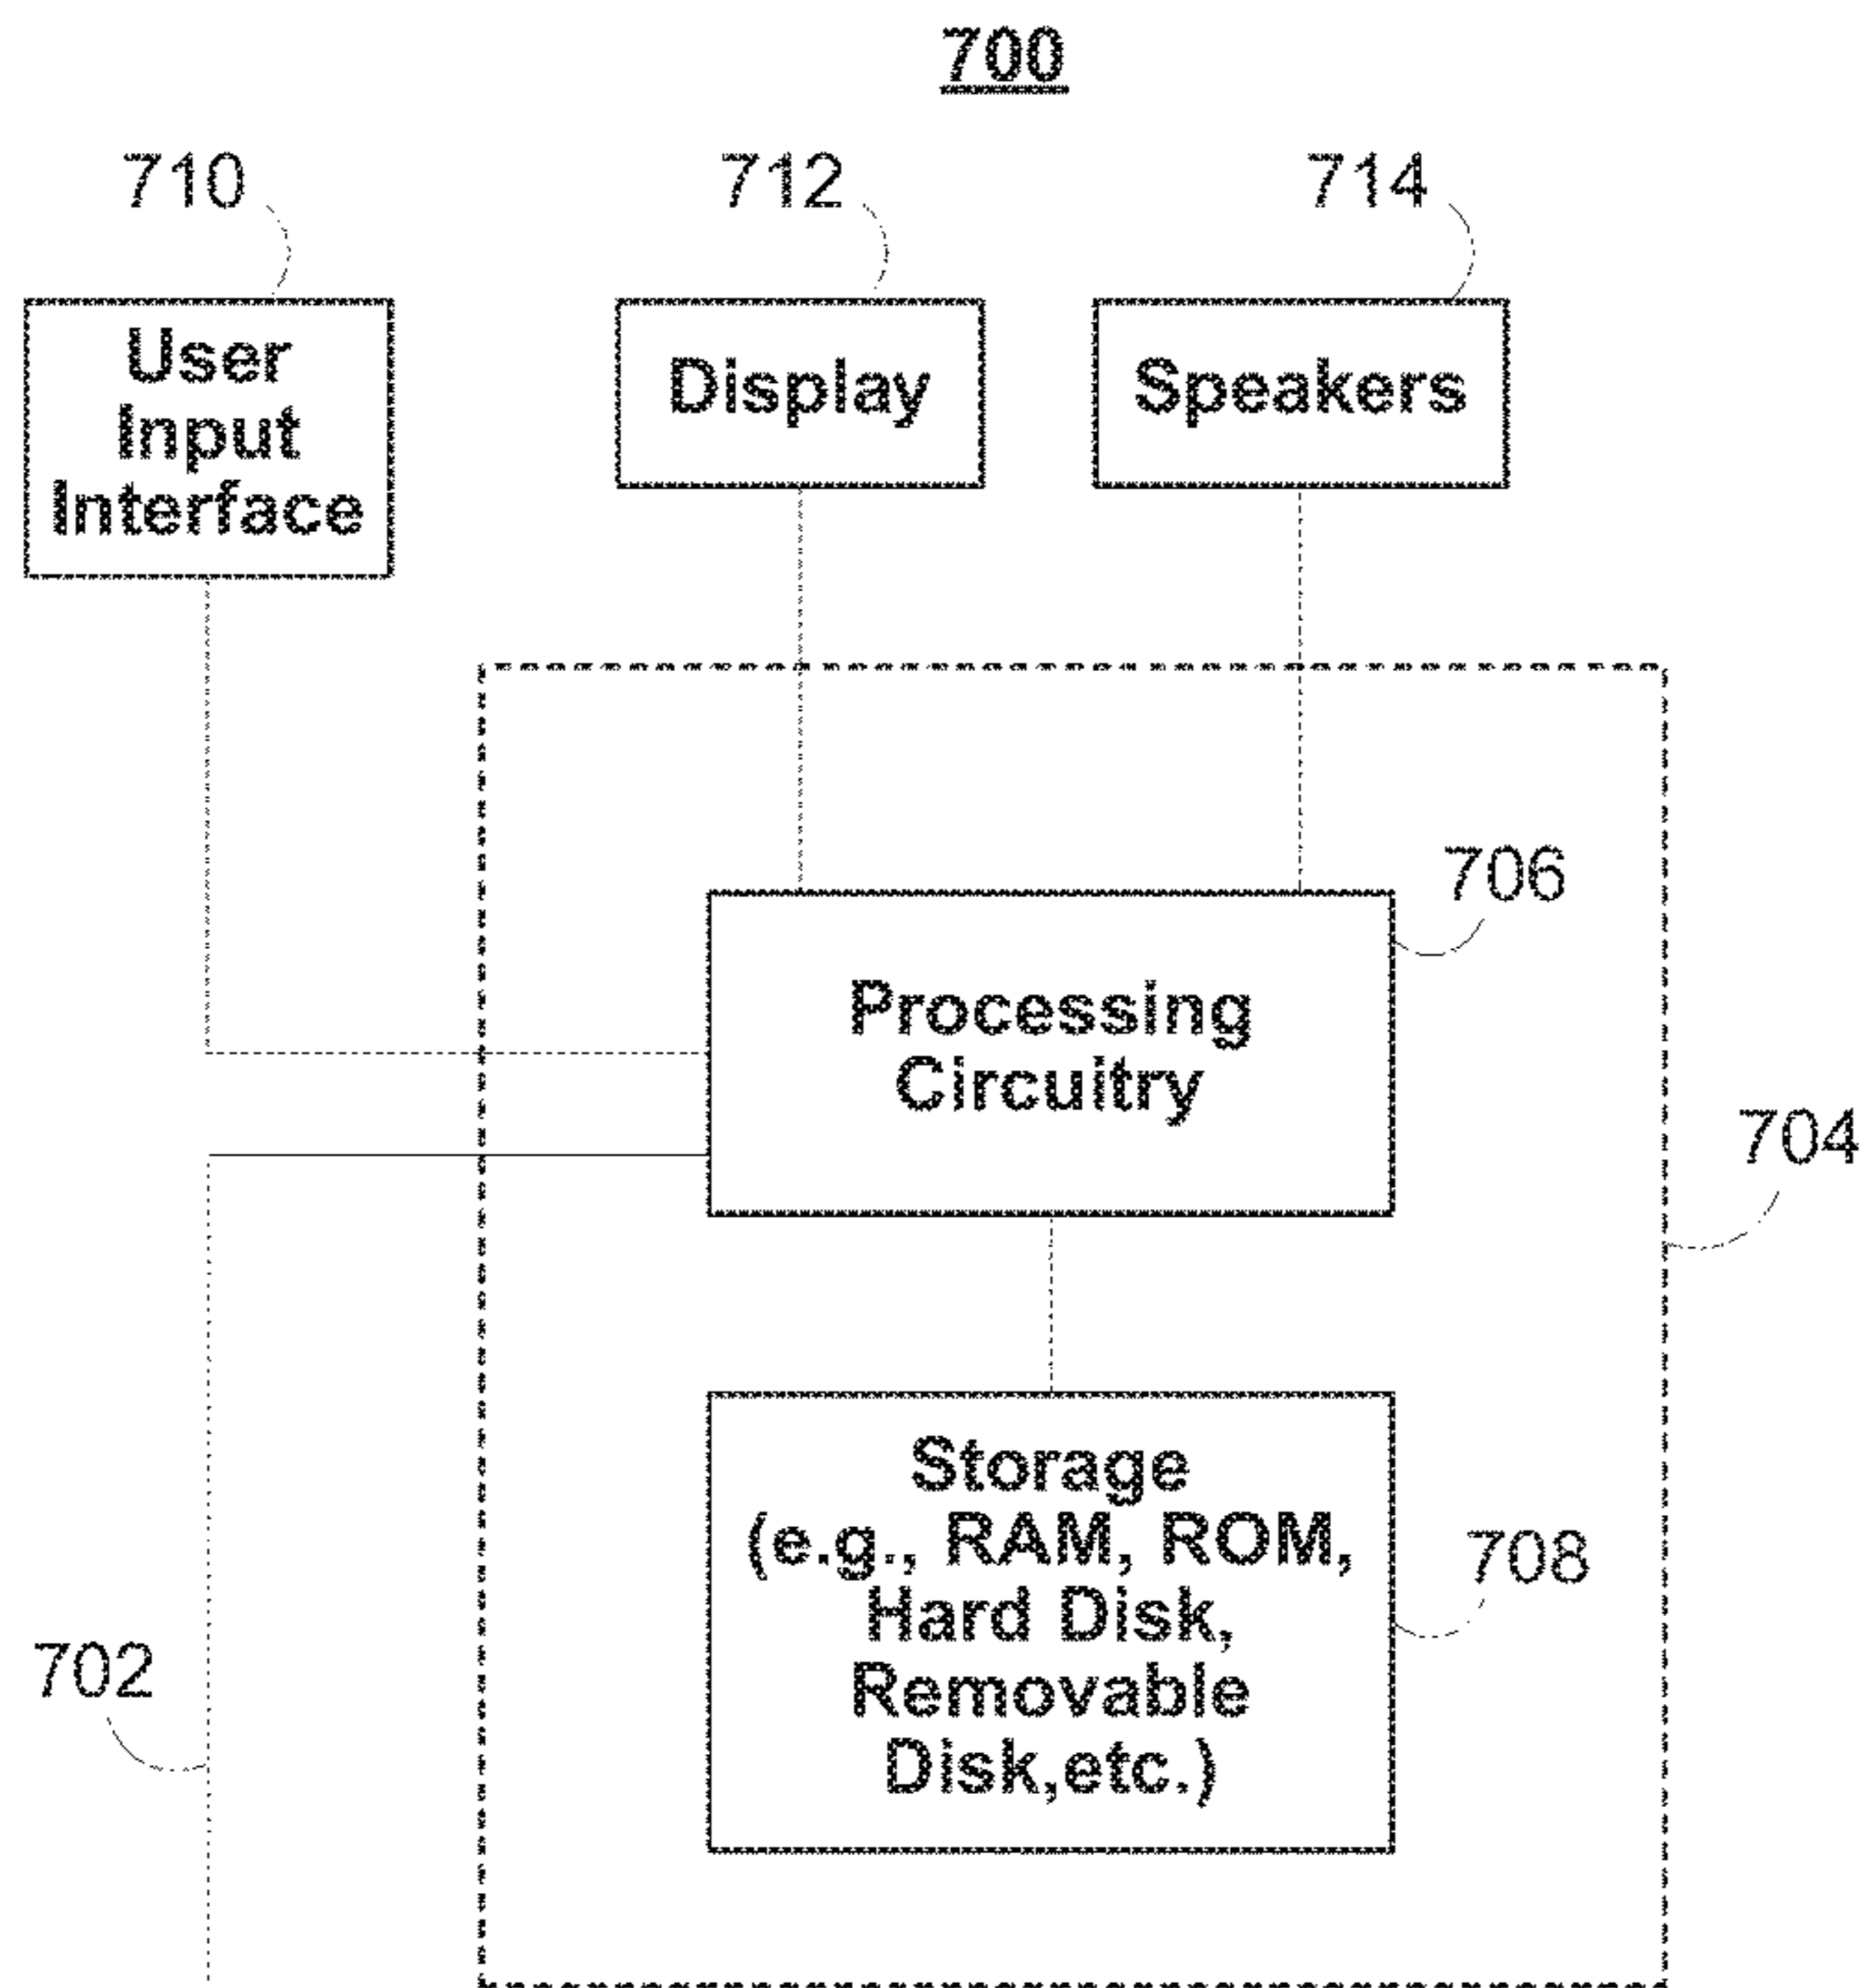 700
710
712
714
User
Input
Interface
Display
Speakers
706
Processing
Circuitry
704
Storage
(e.g., RAM, ROM,
Hard Disk,
Removable
Disk,etc.)
708
702